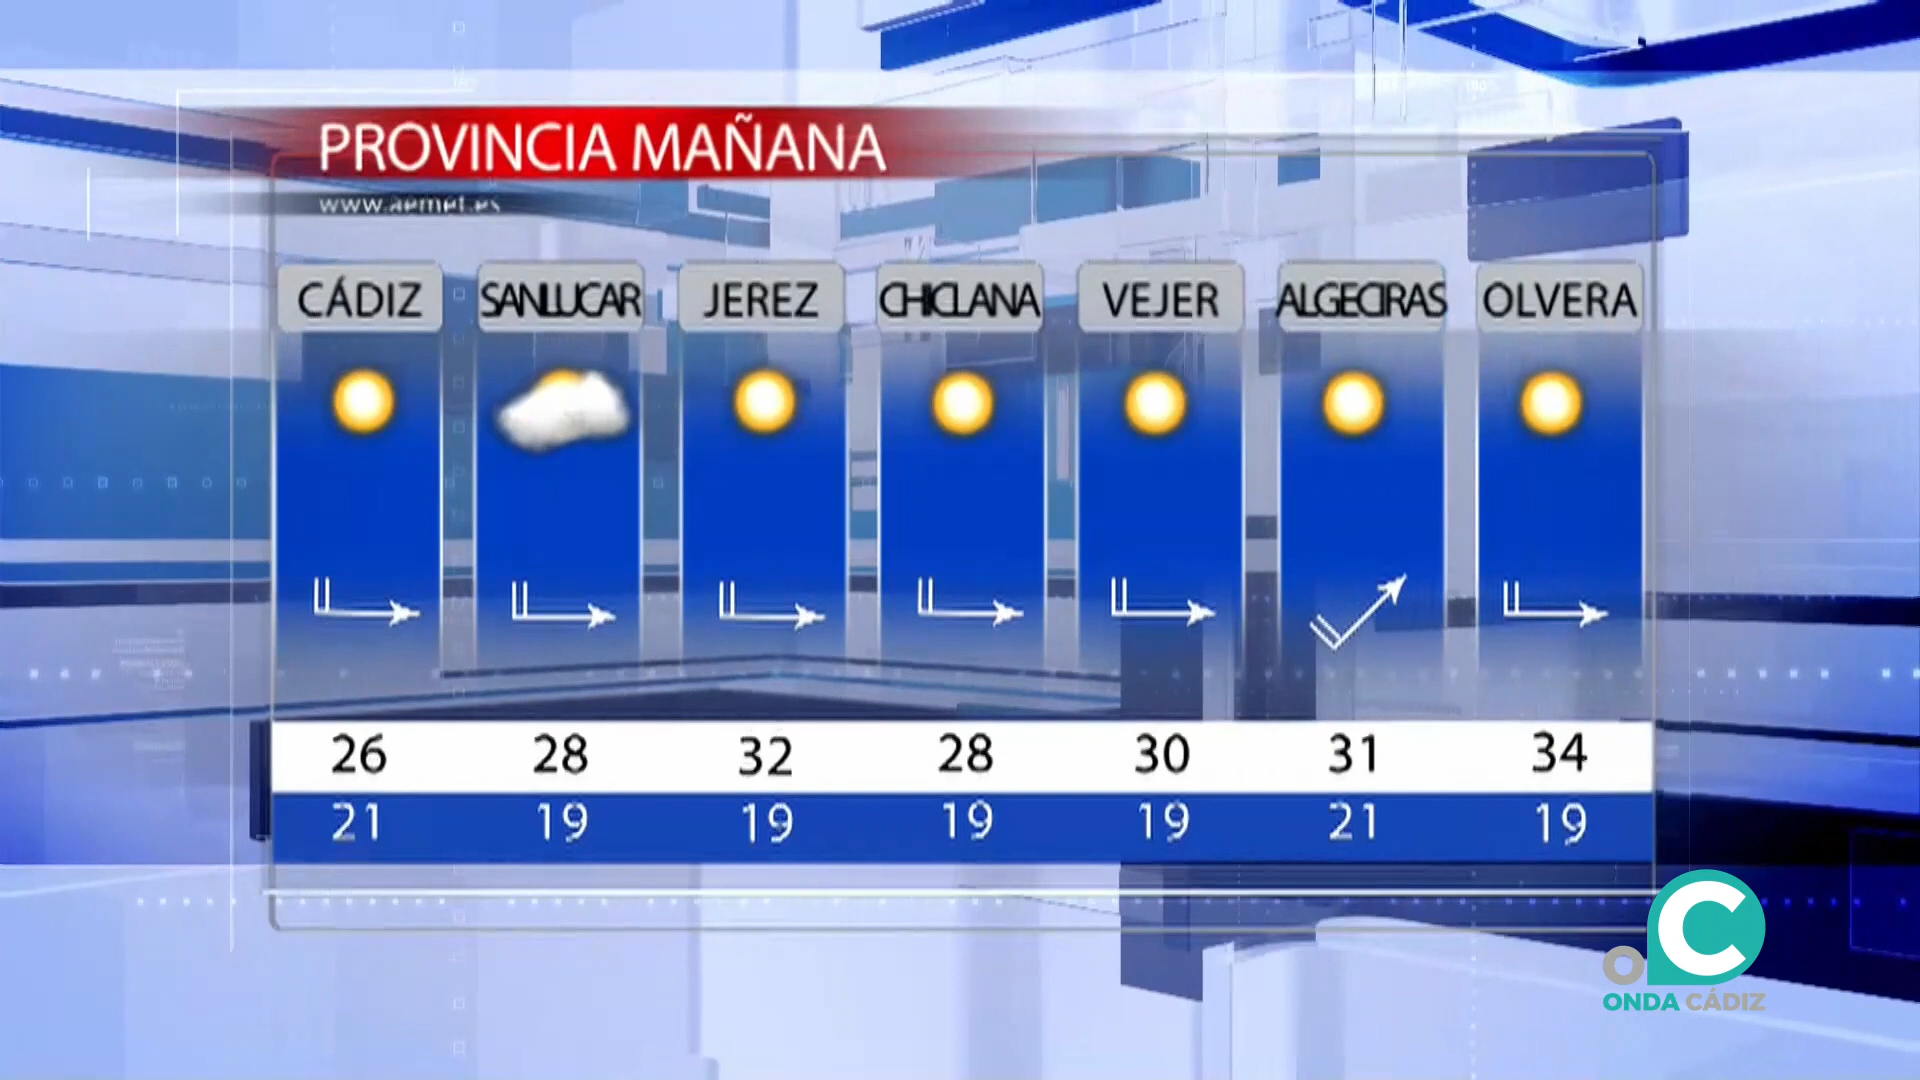 PROVINCIA MAÑANA
www.aemet.es
CÁDIZ SANLUCAR JEREZ CHICLANA VEJER ALGECIRAS OLVERA
26 28 32 28 30 31 34
21 19 19 19 19 21 19
OC
ONDA CÁDIZ